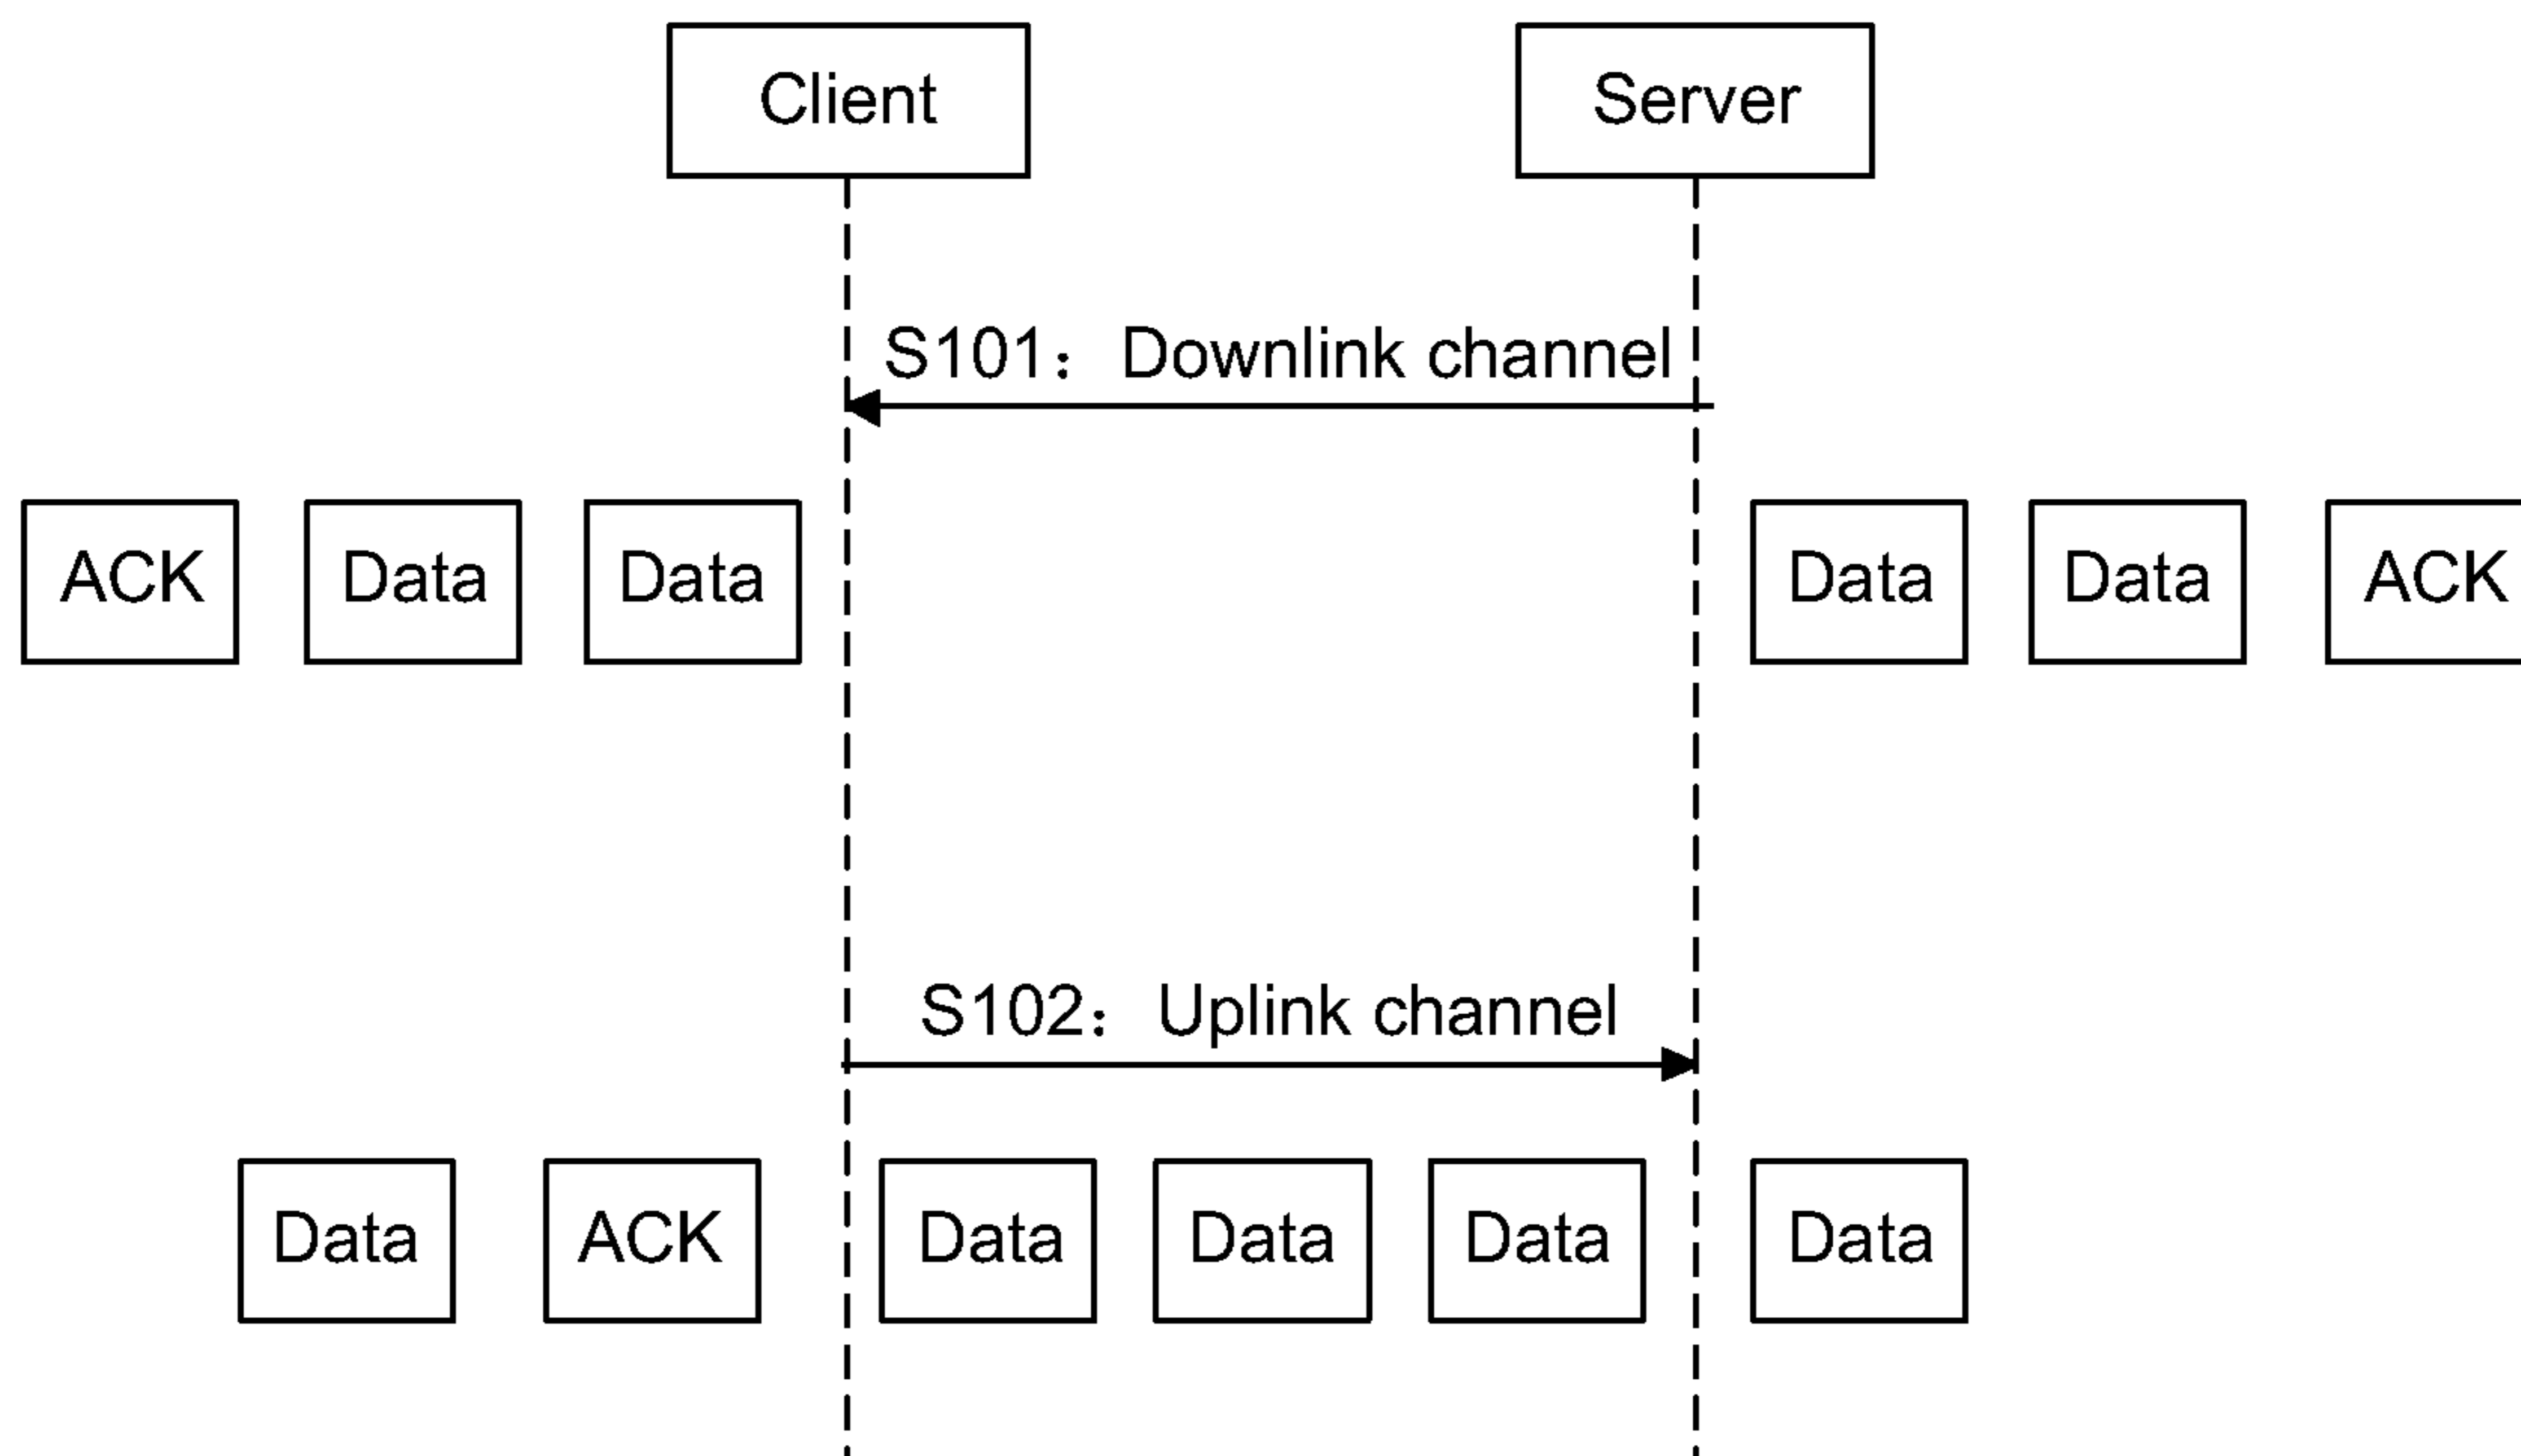 Client Server
S101： Downlink channel
ACK Data Data Data Data ACK
S102： Uplink channel
Data ACK Data Data Data Data